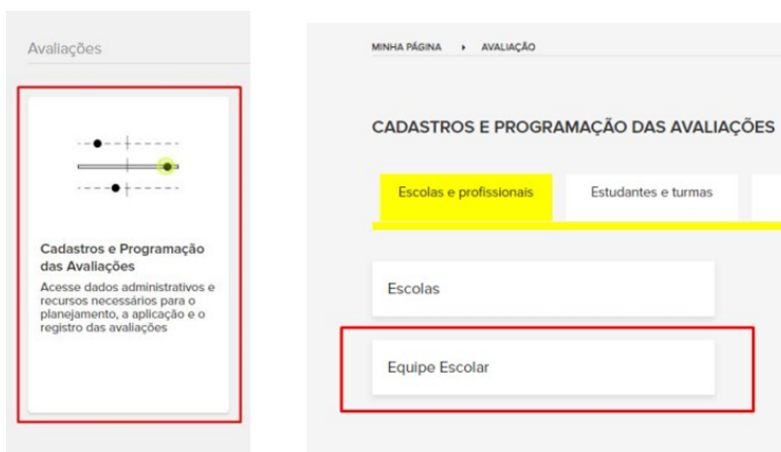 Avaliações
Cadastros e Programação
das Avaliações
Acesse dados administrativos e
recursos necessários para o
planejamento, a aplicação e o
registro das avaliações
MINHA PÁGINA ▸ AVALIAÇÃO
CADASTROS E PROGRAMAÇÃO DAS AVALIAÇÕES
Escolas e profissionais
Estudantes e turmas
Escolas
Equipe Escolar